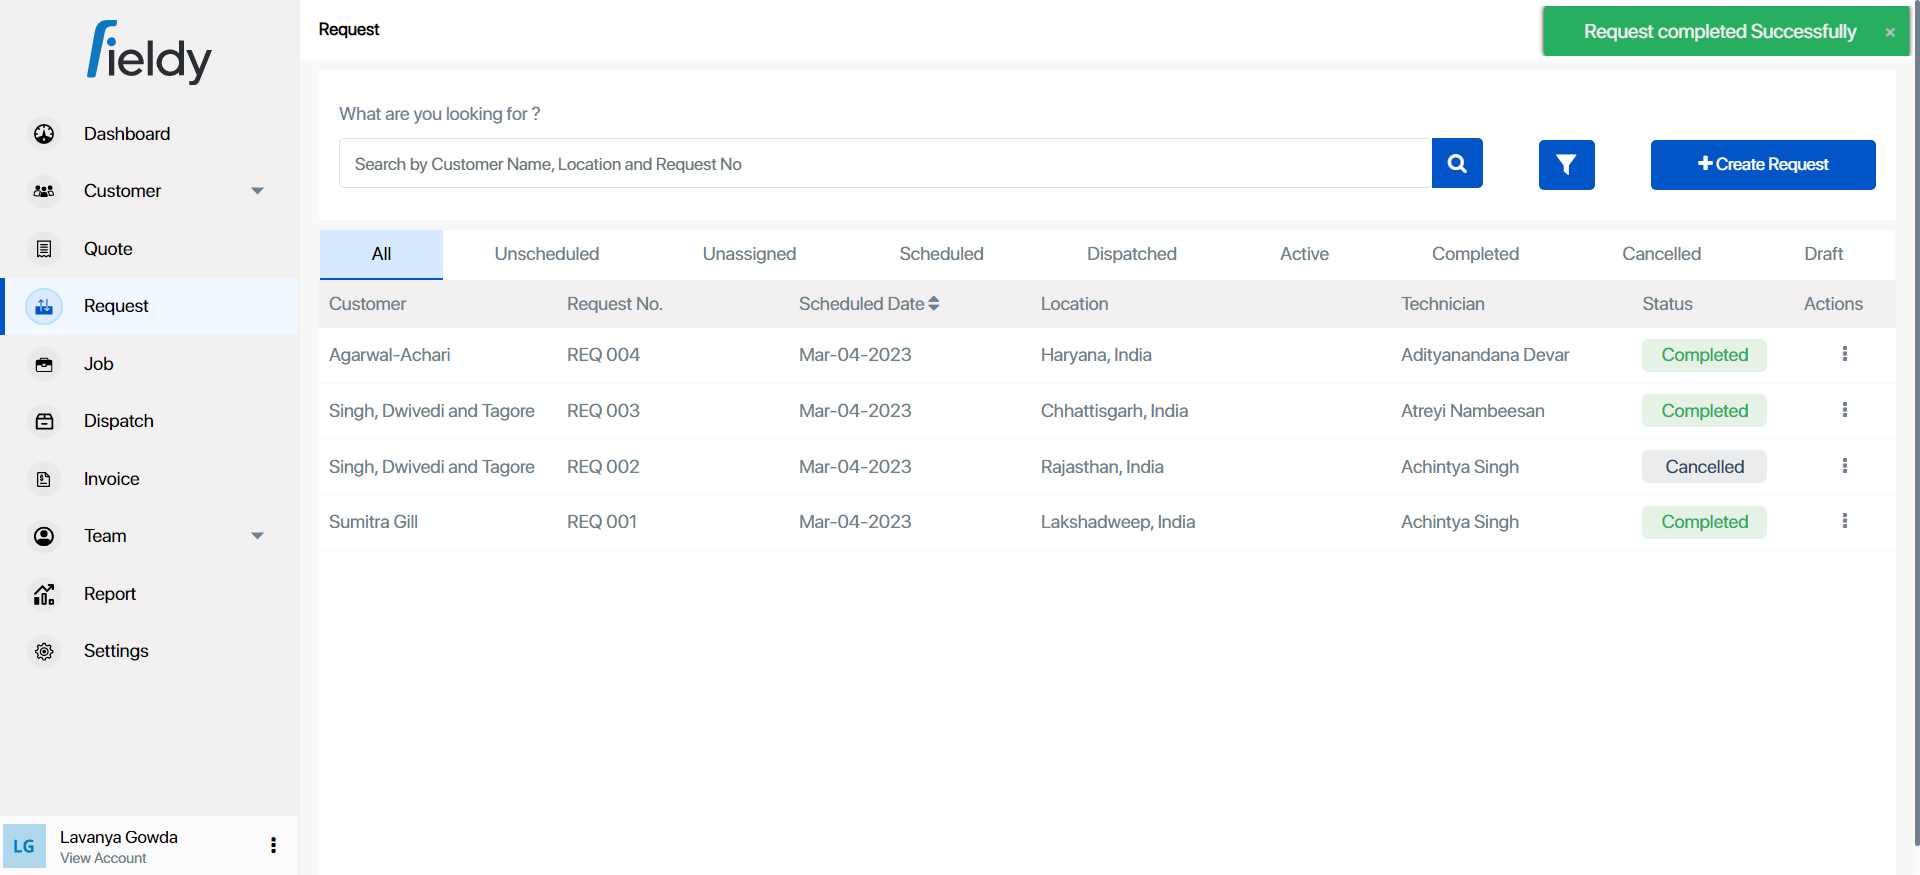 fieldy
Request
Request completed Successfully ×
Dashboard
Customer
Quote
Request
Job
Dispatch
Invoice
Team
Report
Settings
LG
Lavanya Gowda
View Account
What are you looking for ?
Search by Customer Name, Location and Request No
Create Request
All Unscheduled Unassigned Scheduled Dispatched Active Completed Cancelled Draft
Customer Request No. Scheduled Date Location Technician Status Actions
Agarwal-Achari REQ 004 Mar-04-2023 Haryana, India Adityanandana Devar Completed
Singh, Dwivedi and Tagore REQ 003 Mar-04-2023 Chhattisgarh, India Atreyi Nambeesan Completed
Singh, Dwivedi and Tagore REQ 002 Mar-04-2023 Rajasthan, India Achintya Singh Cancelled
Sumitra Gill REQ 001 Mar-04-2023 Lakshadweep, India Achintya Singh Completed